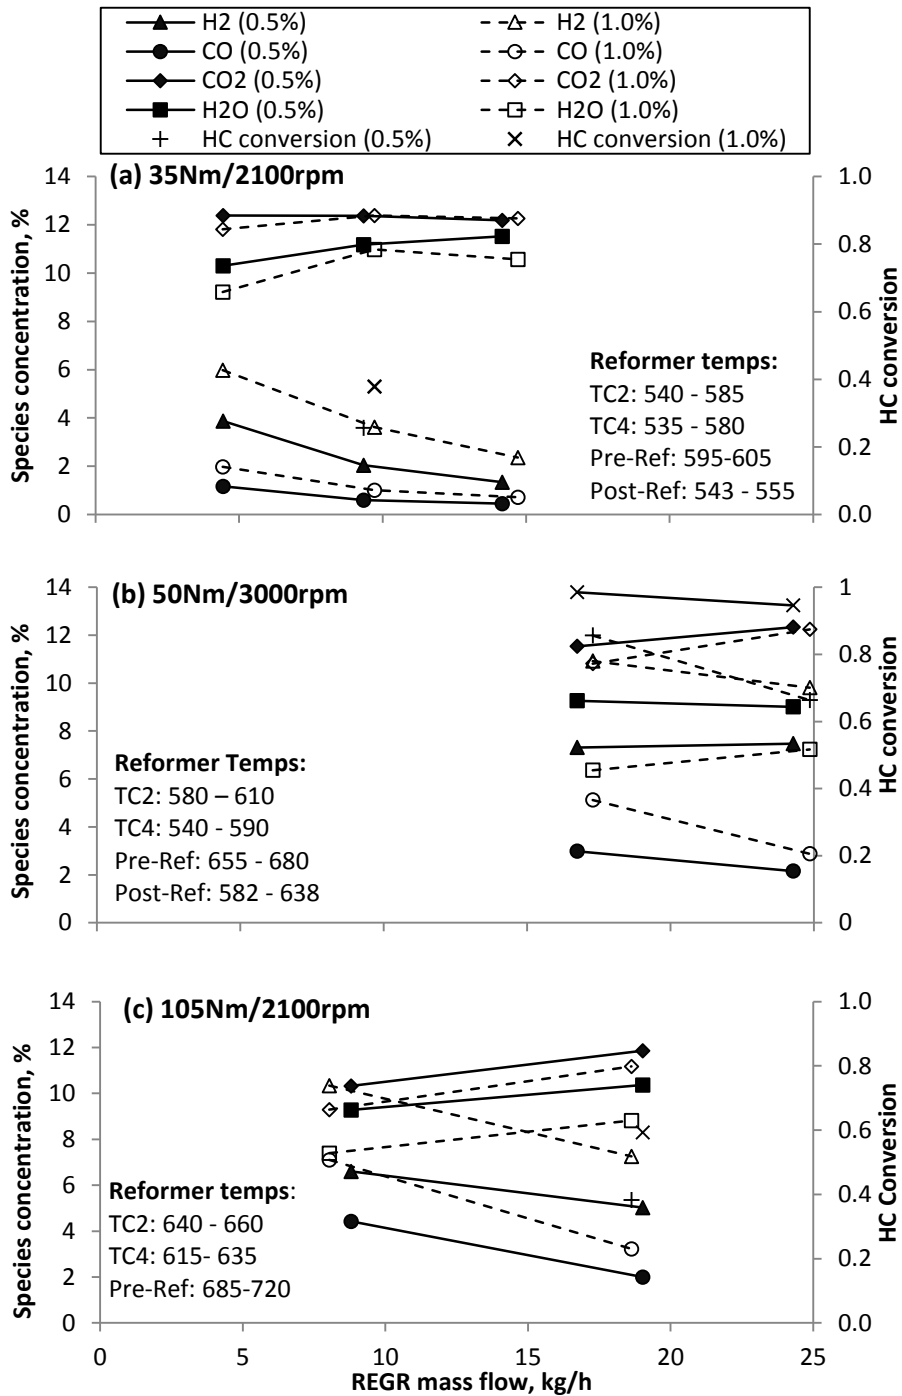 H2 (0.5%) H2 (1.0%)
CO (0.5%) CO (1.0%)
CO2 (0.5%) CO2 (1.0%)
H2O (0.5%) H2O (1.0%)
HC conversion (0.5%) HC conversion (1.0%)
(a) 35Nm/2100rpm
Species concentration, %
14
12
10
8
6
4
2
0
Reformer temps:
TC2: 540 - 585
TC4: 535 - 580
Pre-Ref: 595-605
Post-Ref: 543 - 555
1.0
0.8
0.6
0.4
0.2
0.0
HC conversion
(b) 50Nm/3000rpm
Species concentration, %
14
12
10
8
6
4
2
0
Reformer Temps:
TC2: 580 – 610
TC4: 540 - 590
Pre-Ref: 655 - 680
Post-Ref: 582 - 638
1
0.8
0.6
0.4
0.2
0
HC conversion
(c) 105Nm/2100rpm
Species concentration, %
14
12
10
8
6
4
2
0
Reformer temps:
TC2: 640 - 660
TC4: 615- 635
Pre-Ref: 685-720
1.0
0.8
0.6
0.4
0.2
0.0
HC Conversion
0 5 10 15 20 25
REGR mass flow, kg/h